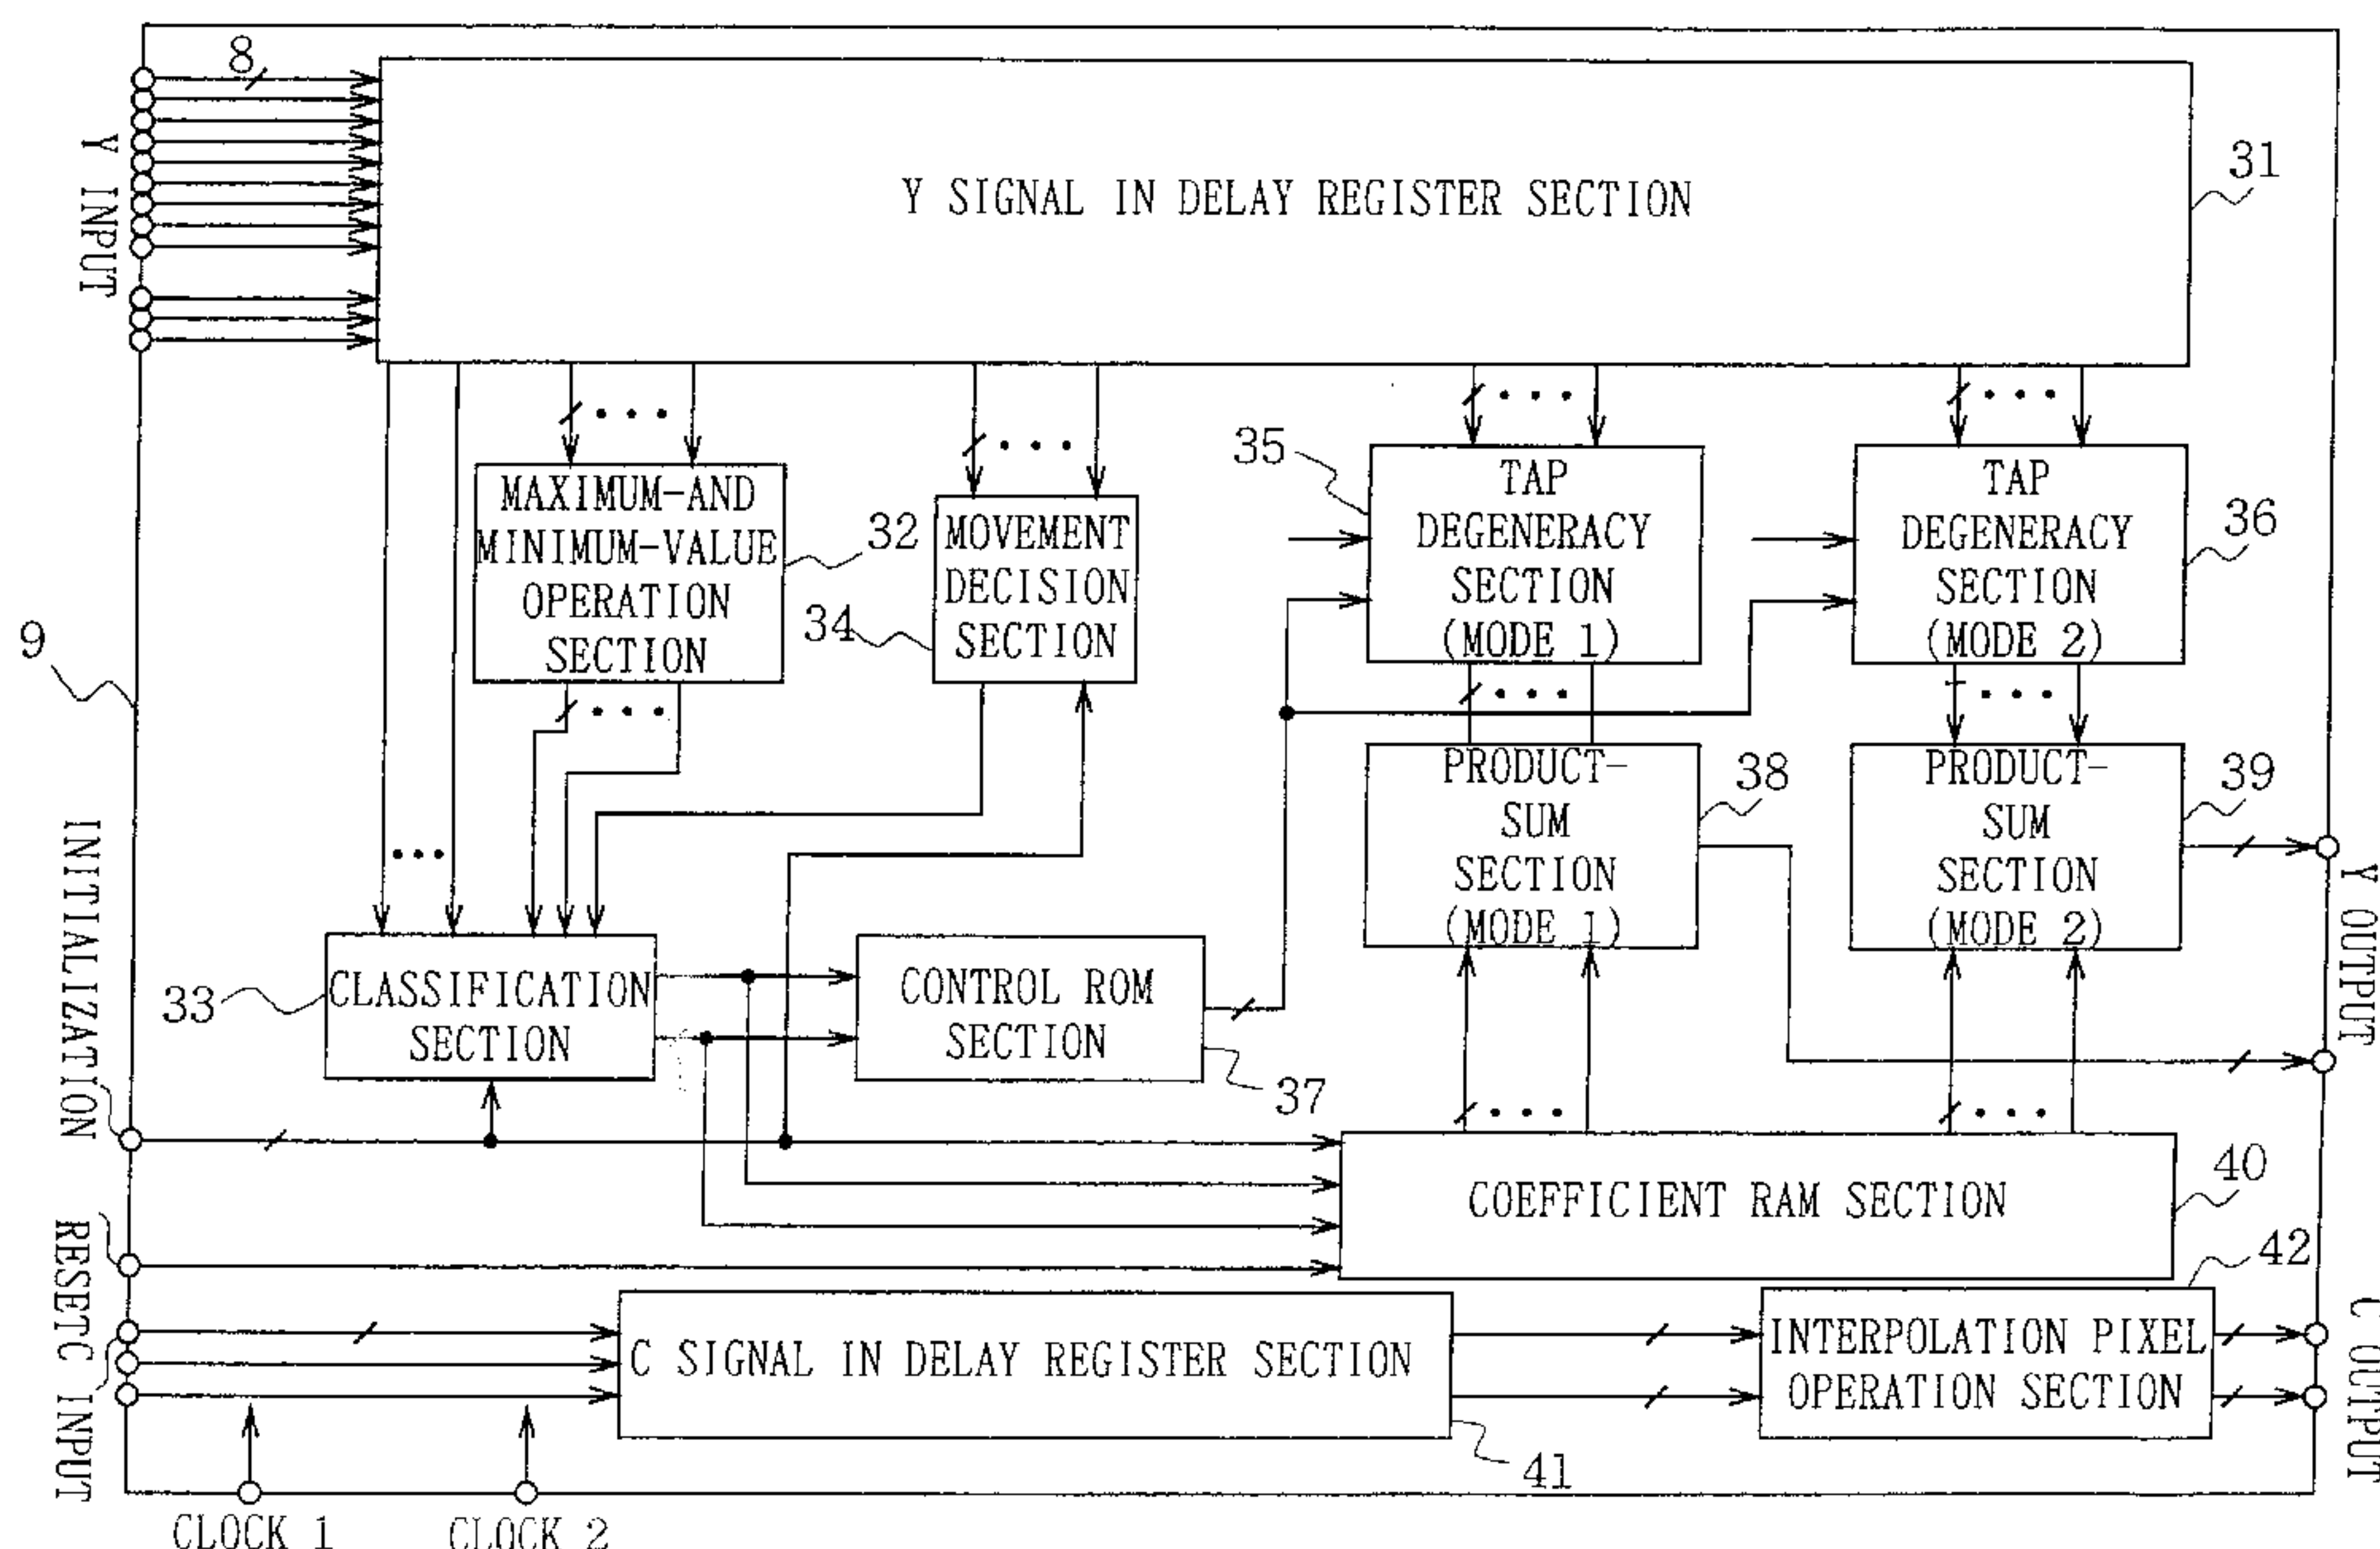 8
Y INPUT
Y SIGNAL IN DELAY REGISTER SECTION
31
MAXIMUM-AND
MINIMUM-VALUE
OPERATION
SECTION
32
MOVEMENT
DECISION
SECTION
34
35
TAP
DEGENERACY
SECTION
(MODE 1)
TAP
DEGENERACY
SECTION
(MODE 2)
36
9
PRODUCT-
SUM
SECTION
(MODE 1)
38
PRODUCT-
SUM
SECTION
(MODE 2)
39
Y OUTPUT
INITIALIZATION
33
CLASSIFICATION
SECTION
CONTROL ROM
SECTION
37
COEFFICIENT RAM SECTION
40
RESET
C INPUT
C SIGNAL IN DELAY REGISTER SECTION
41
INTERPOLATION PIXEL
OPERATION SECTION
42
C OUTPUT
CLOCK 1
CLOCK 2